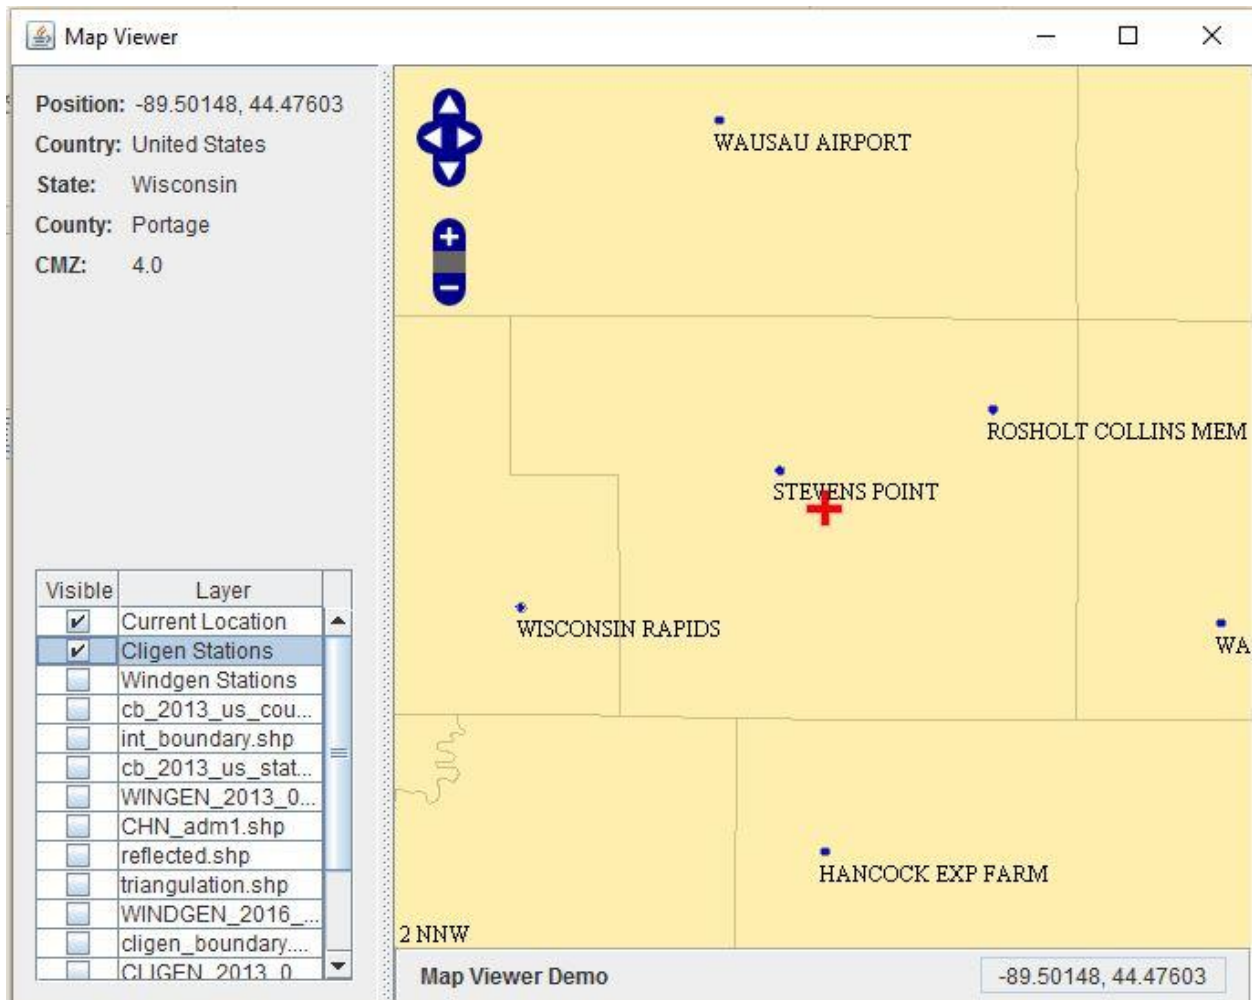 Map Viewer
Position: -89.50148, 44.47603
Country: United States
State: Wisconsin
County: Portage
CMZ: 4.0
Visible Layer
Current Location
Cligen Stations
Windgen Stations
cb_2013_us_cou...
int_boundary.shp
cb_2013_us_stat...
WINGEN_2013_0...
CHN_adm1.shp
reflected.shp
triangulation.shp
WINDGEN_2016_...
cligen_boundary....
CLIGEN_2013_0
WAUSAU AIRPORT
ROSHOLT COLLINS MEM
STEVENS POINT
WISCONSIN RAPIDS
WA
HANCOCK EXP FARM
2 NNW
Map Viewer Demo
-89.50148, 44.47603